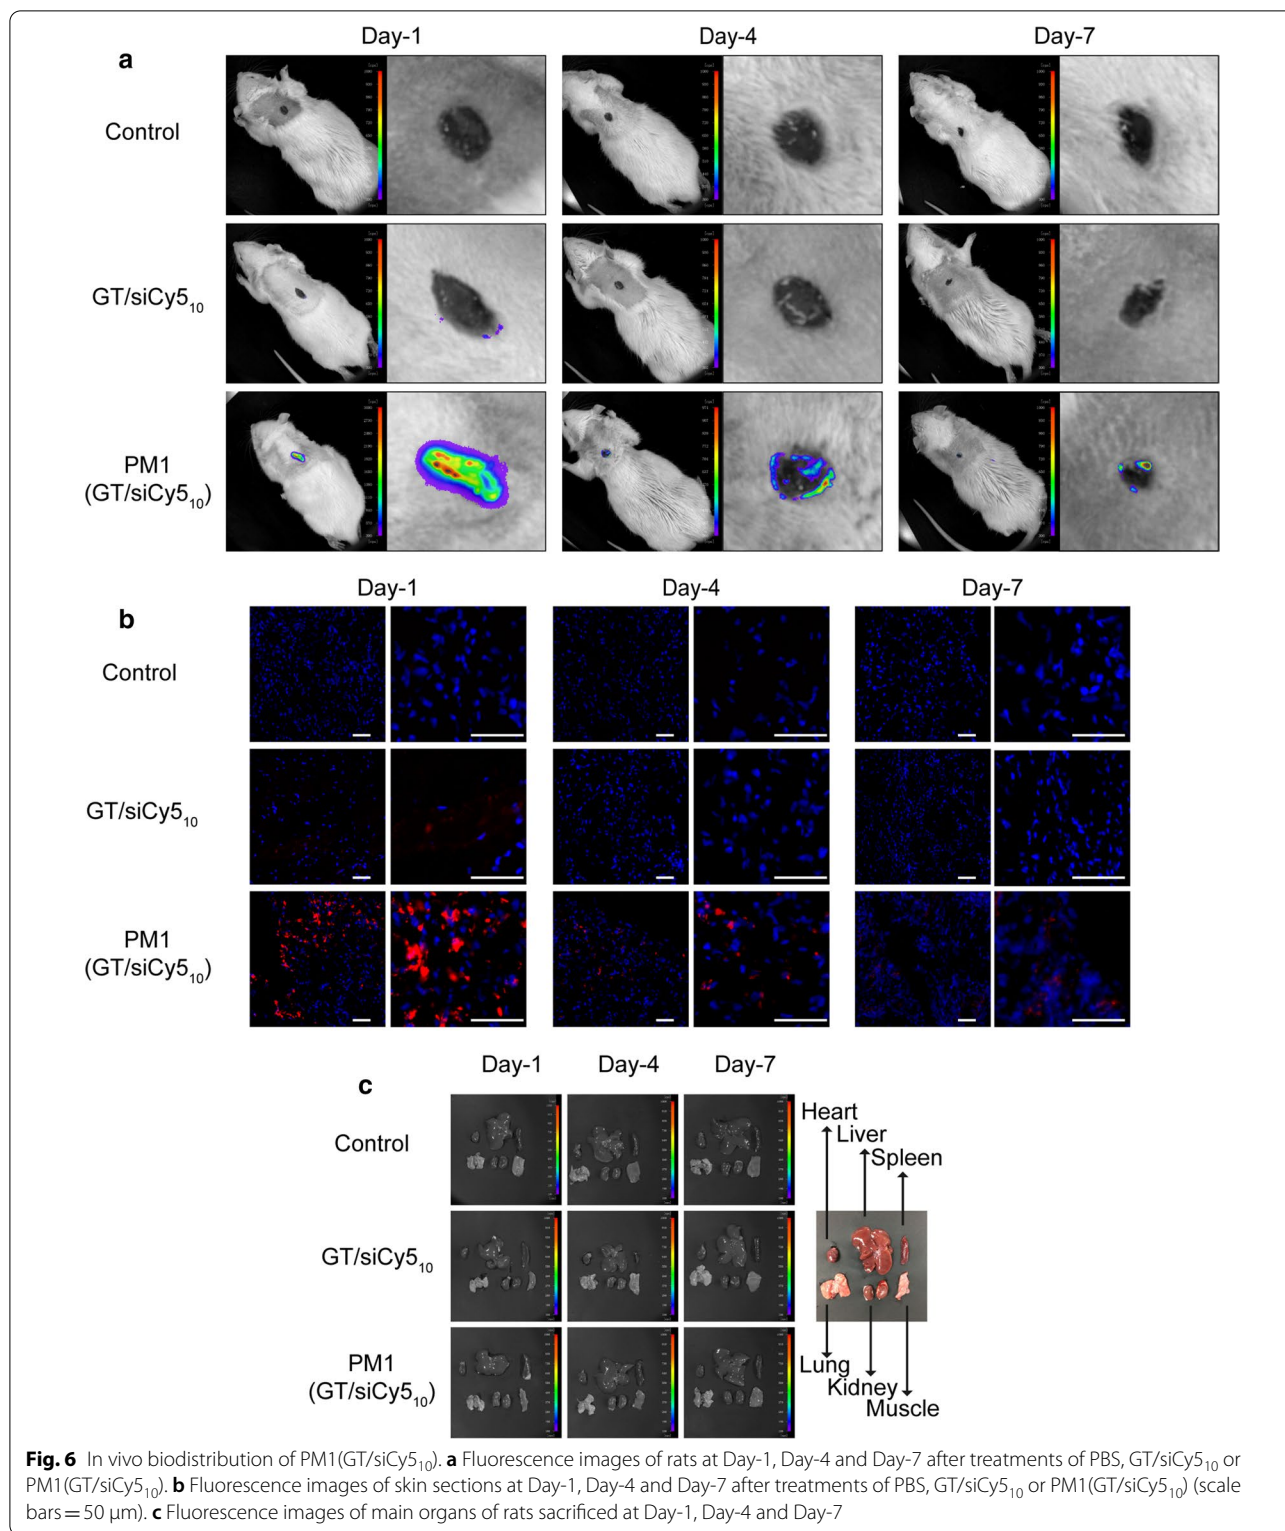 Day-1 Day-4 Day-7
a
Control
GT/siCy5₁₀
PM1
(GT/siCy5₁₀)
Day-1 Day-4 Day-7
b
Control
GT/siCy5₁₀
PM1
(GT/siCy5₁₀)
Day-1 Day-4 Day-7
c
Control
GT/siCy5₁₀
PM1
(GT/siCy5₁₀)
Heart
Liver
Spleen
Lung
Kidney
Muscle
Fig. 6 In vivo biodistribution of PM1(GT/siCy5₁₀). a Fluorescence images of rats at Day-1, Day-4 and Day-7 after treatments of PBS, GT/siCy5₁₀ or
PM1(GT/siCy5₁₀). b Fluorescence images of skin sections at Day-1, Day-4 and Day-7 after treatments of PBS, GT/siCy5₁₀ or PM1(GT/siCy5₁₀) (scale
bars = 50 μm). c Fluorescence images of main organs of rats sacrificed at Day-1, Day-4 and Day-7